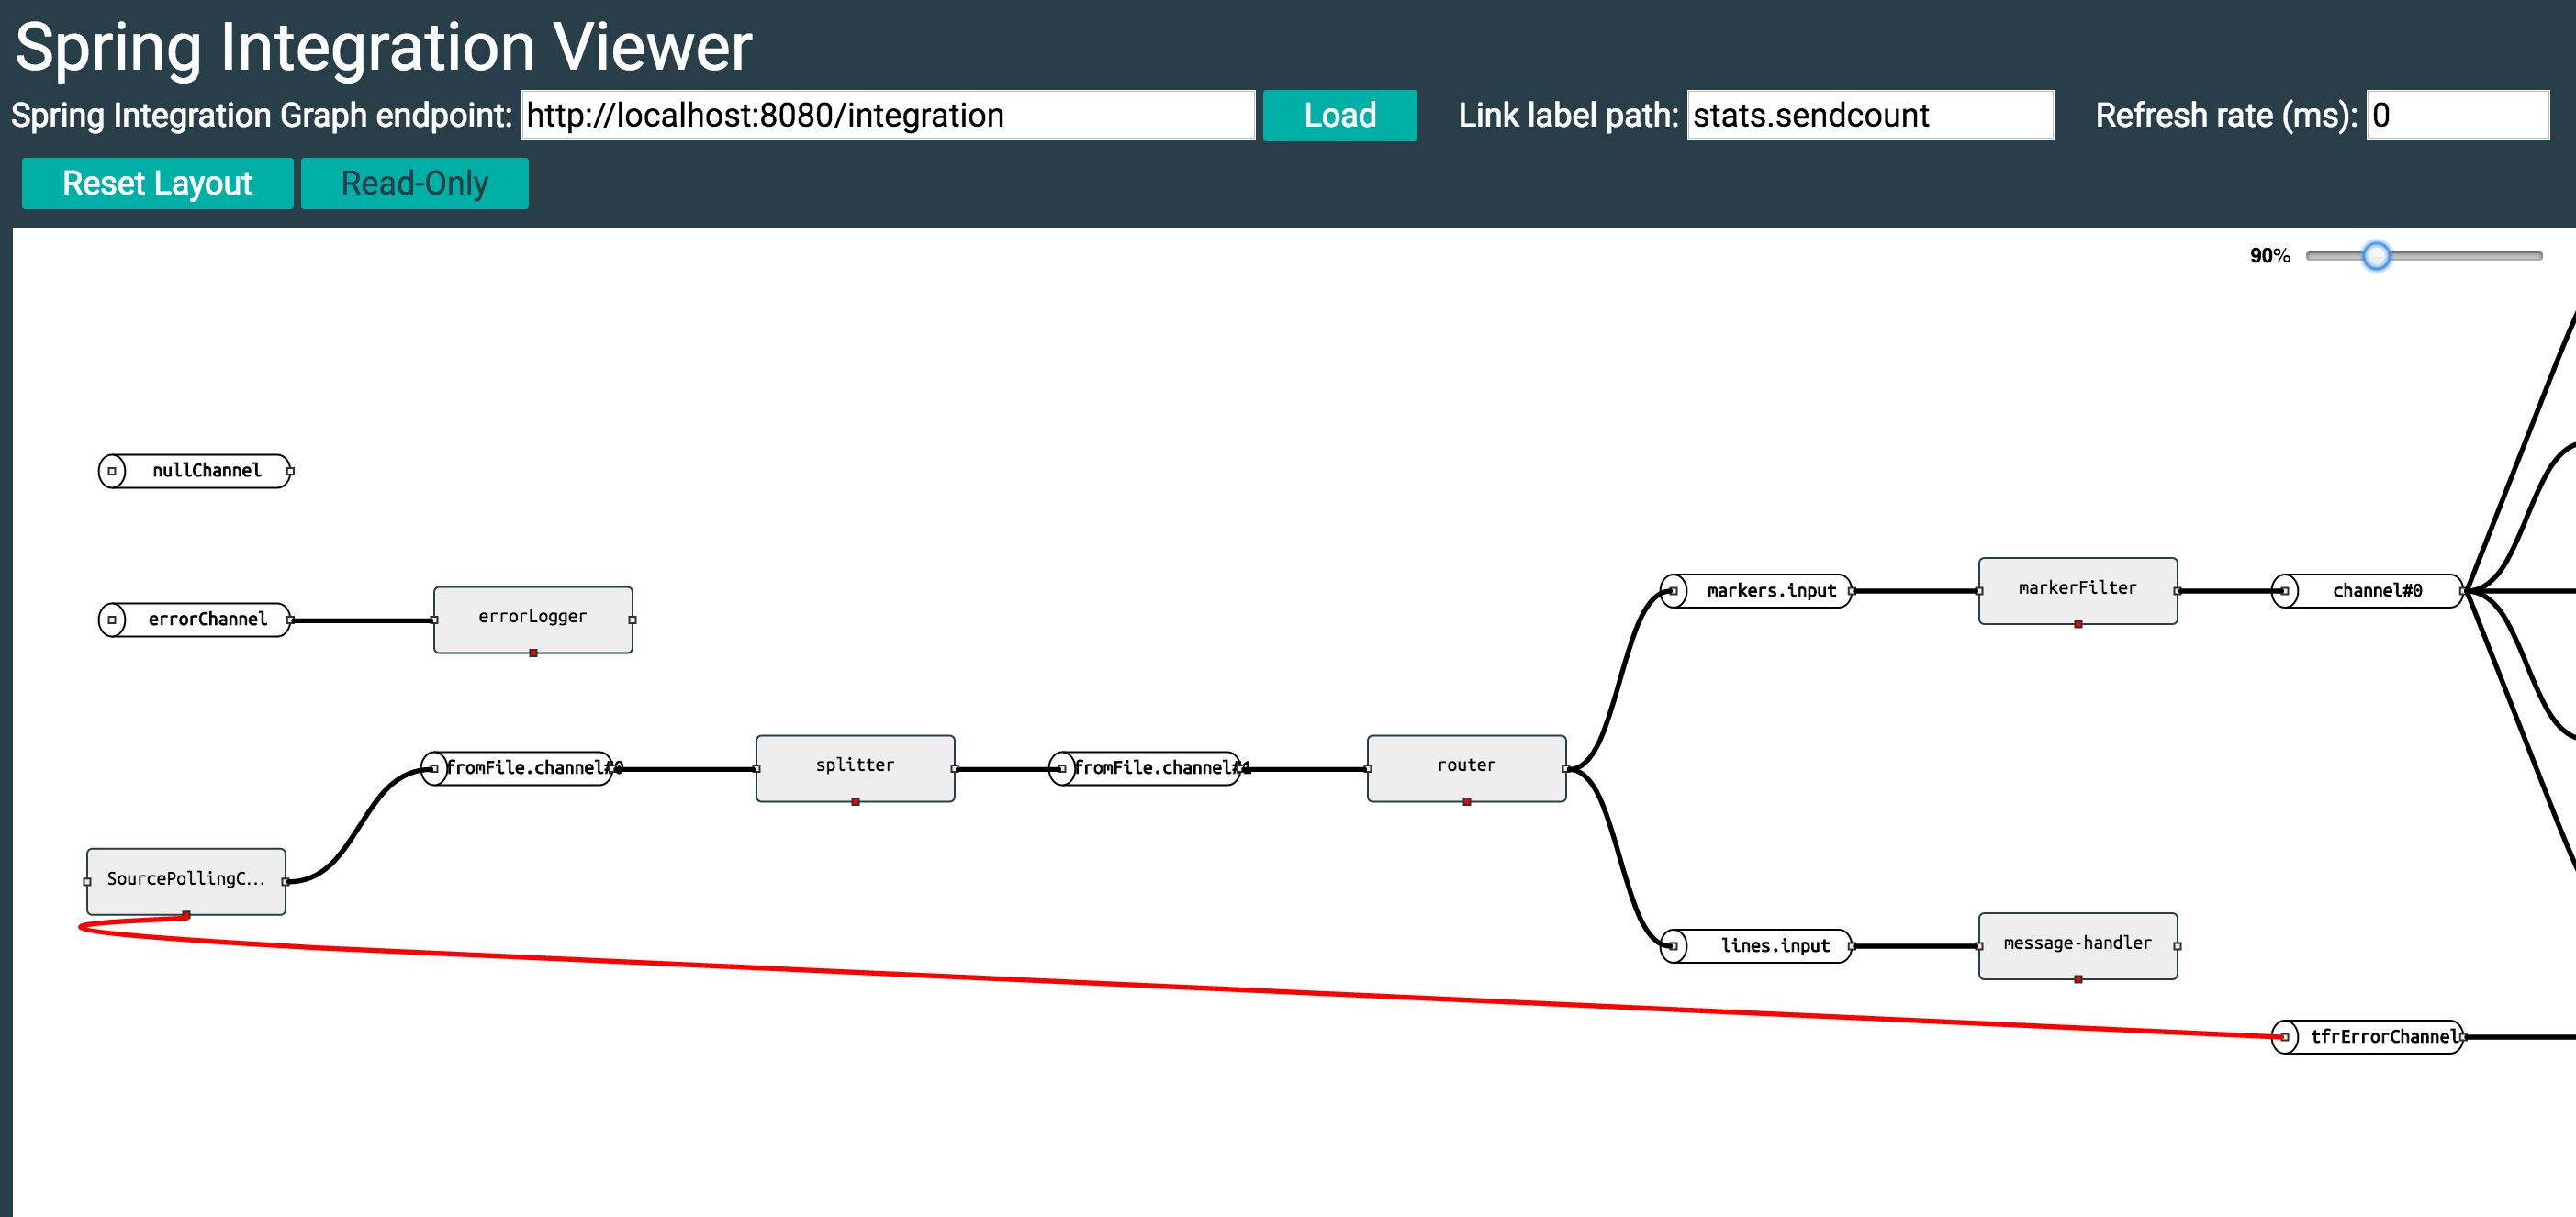 Spring Integration Viewer
Spring Integration Graph endpoint: http://localhost:8080/integration Load Link label path: stats.sendcount Refresh rate (ms): 0
Reset Layout Read-Only
90%
nullChannel
errorChannel errorLogger markers.input markerFilter channel#0
fromFile.channel#0 splitter fromFile.channel#1 router
SourcePollingC...
lines.input message-handler
tfrErrorChannel